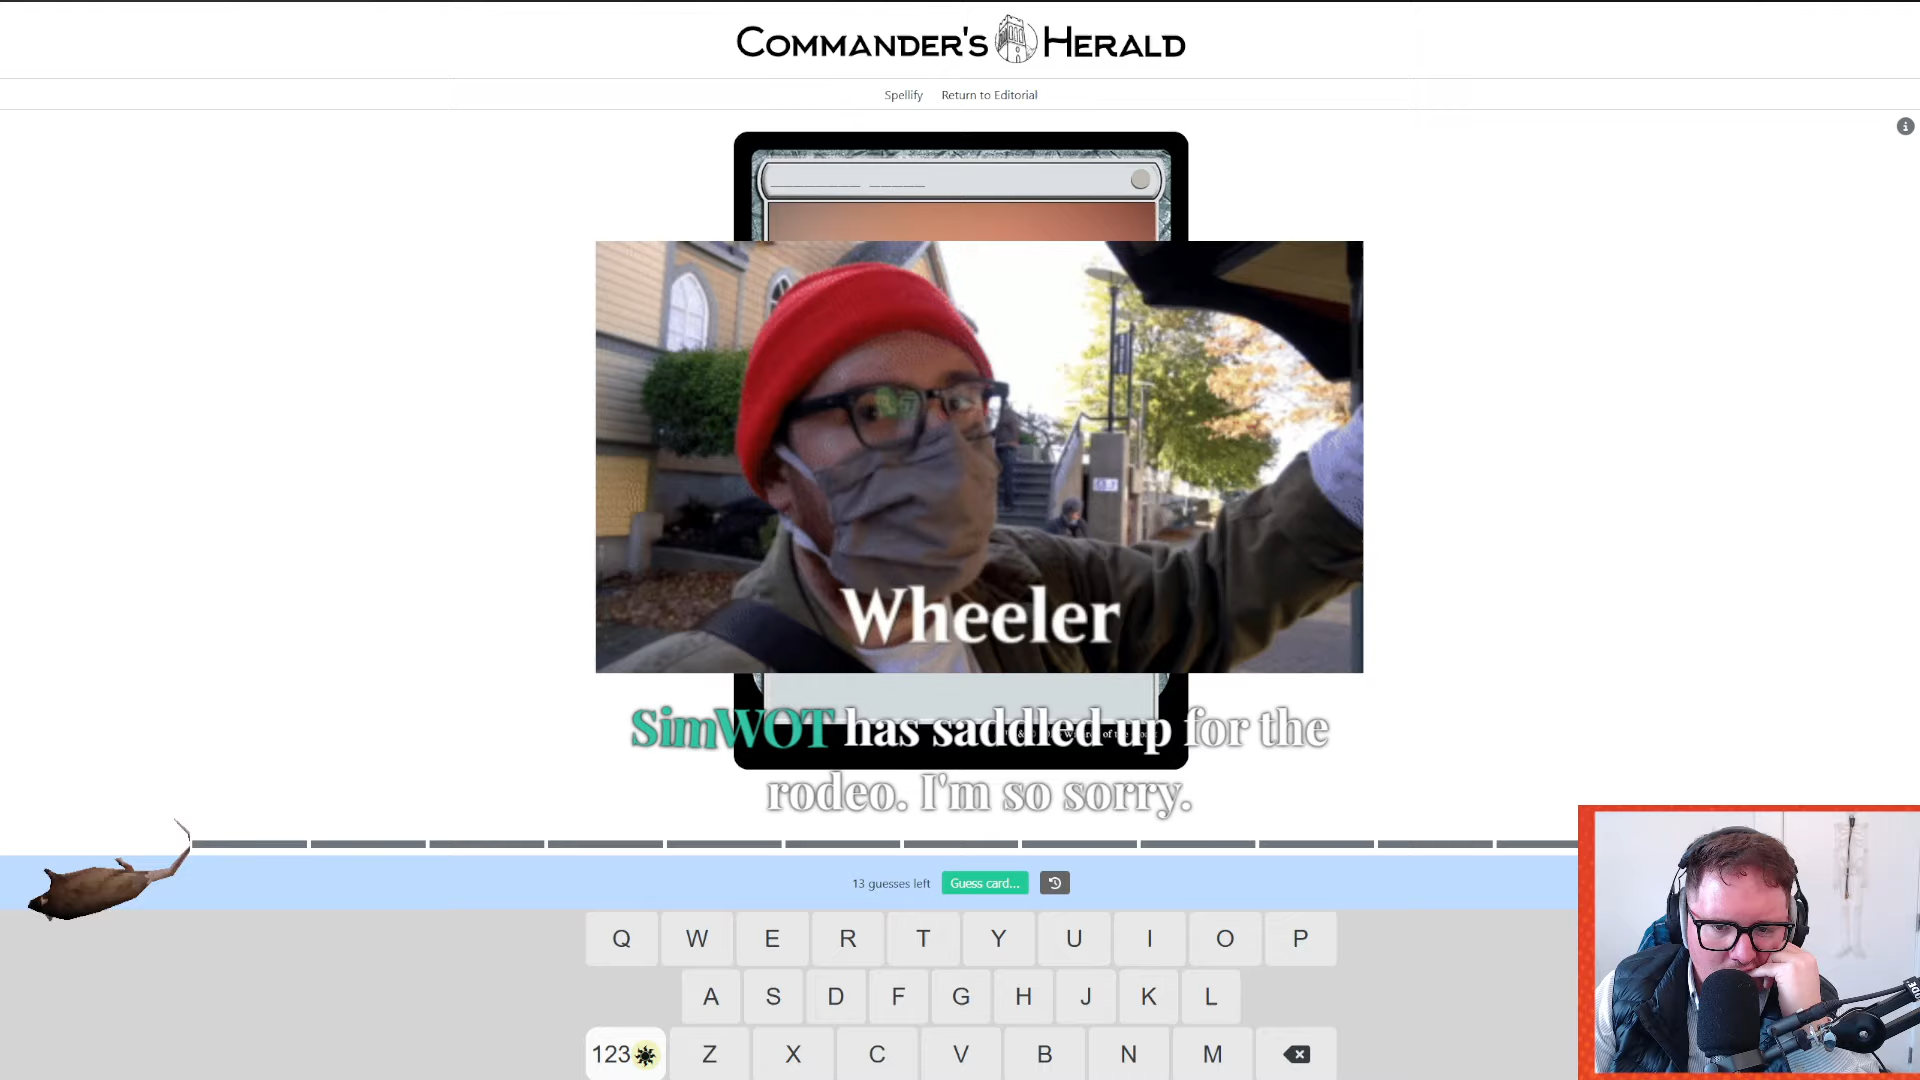 COMMANDER'S HERALD
Spellify Return to Editorial
Wheeler
SimWOT has saddled up for the
rodeo. I'm so sorry.
13 guesses left Guess card...
Q W E R T Y U I O P
A S D F G H J K L
123 Z X C V B N M